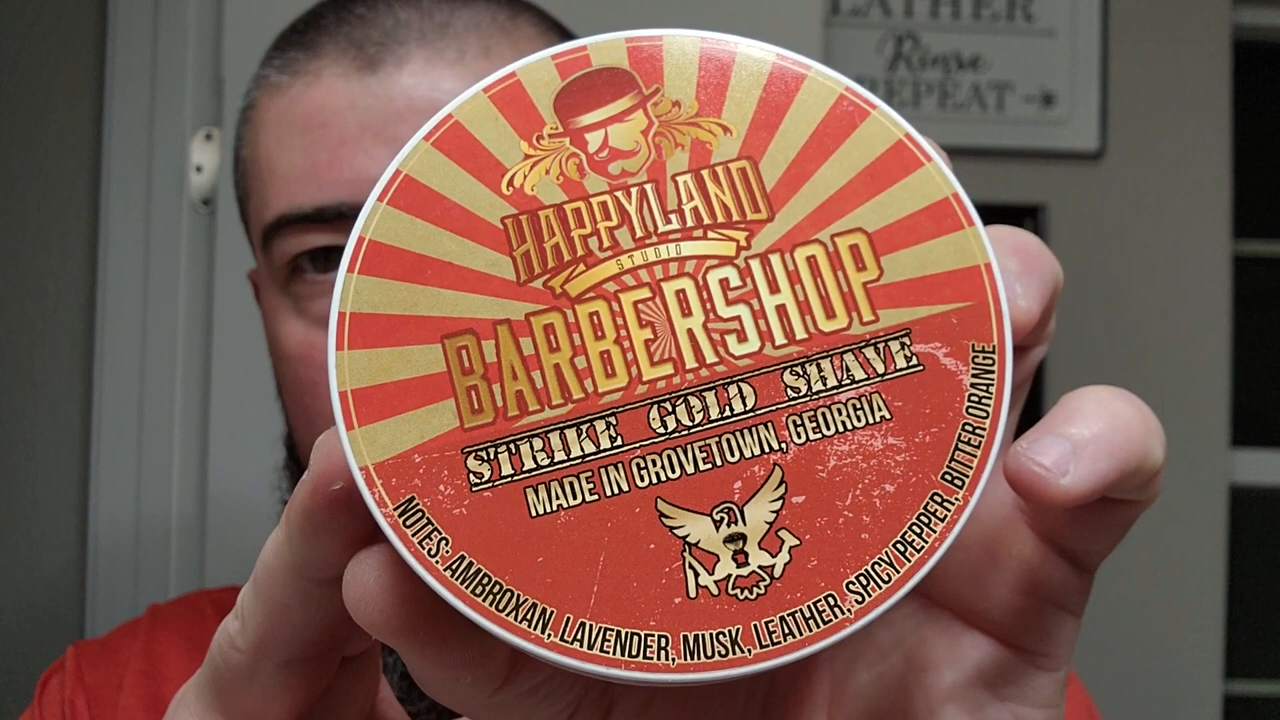 LATHER
Rinse
REPEAT
HAPPYLAND
STUDIO
BARBERSHOP
STRIKE GOLD SHAVE
MADE IN GROVETOWN, GEORGIA
NOTES: AMBROXAN, LAVENDER, MUSK, LEATHER, SPICY PEPPER, BITTER ORANGE